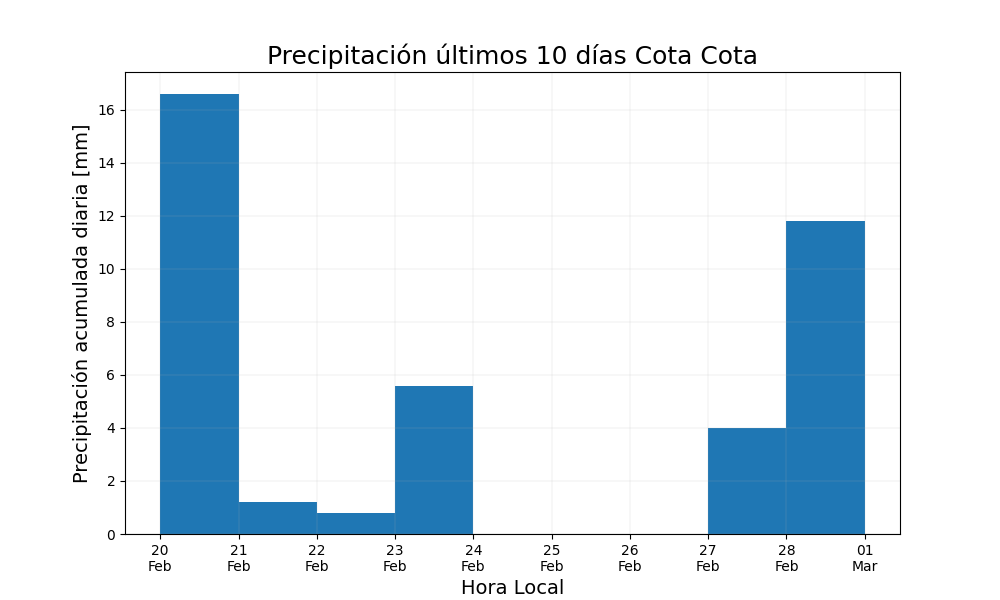 Precipitación últimos 10 días Cota Cota
Precipitación acumulada diaria [mm]
16
14
12
10
8
6
4
2
0
20 21 22 23 24 25 26 27 28 01
Feb Feb Feb Feb Feb Feb Feb Feb Feb Mar
Hora Local